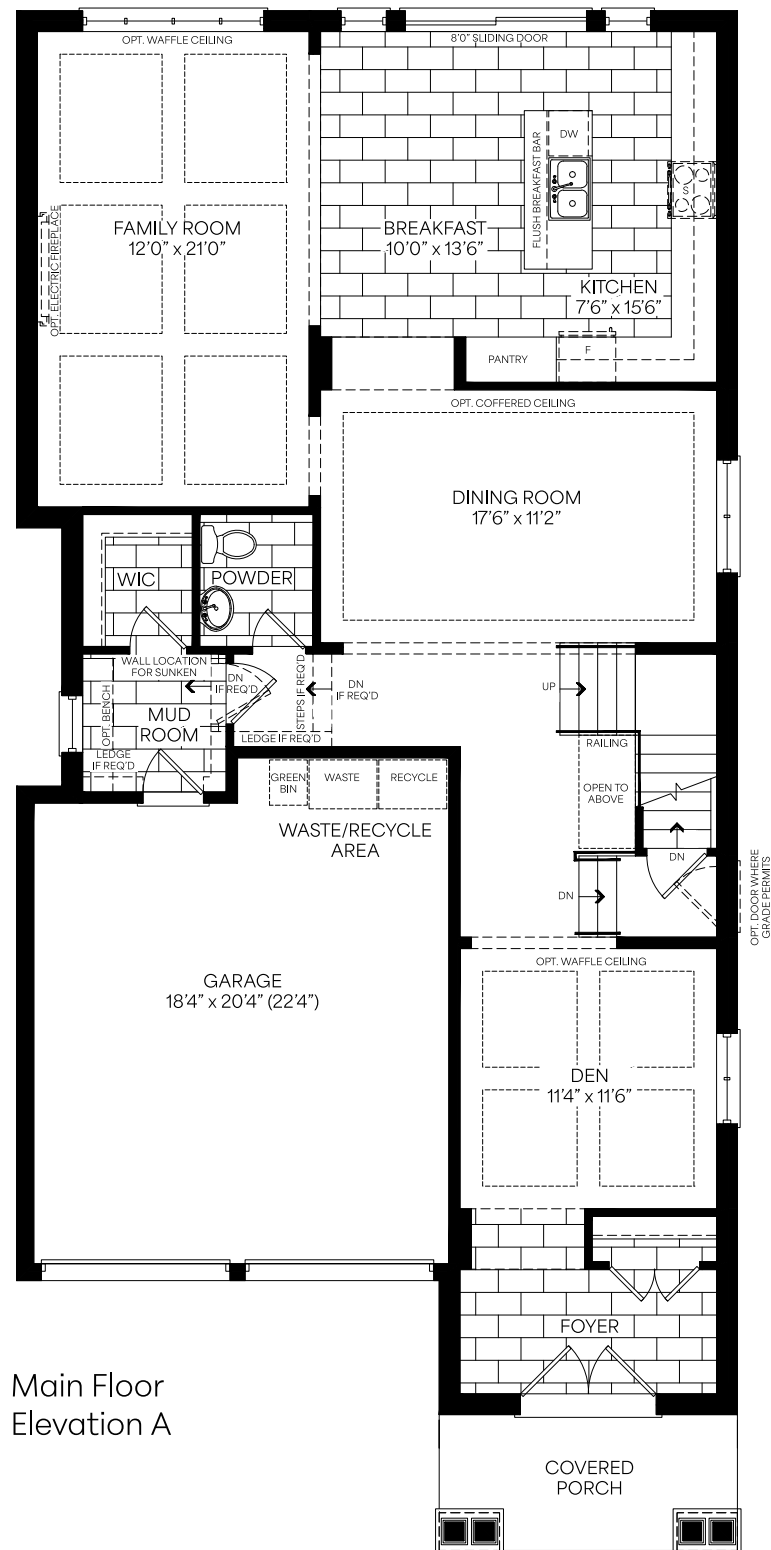 OPT. WAFFLE CEILING
8'0" SLIDING DOOR
DW
FLUSH BREAKFAST BAR
S
OPT. ELECTRIC FIREPLACE
FAMILY ROOM
12'0" x 21'0"
BREAKFAST
10'0" x 13'6"
KITCHEN
7'6" x 15'6"
PANTRY
F
OPT. COFFERED CEILING
DINING ROOM
17'6" x 11'2"
WIC
POWDER
WALL LOCATION
FOR SUNKEN
DN
IF REQ'D
STEPS IF REQ'D
DN
IF REQ'D
UP
OPT. BENCH
MUD
ROOM
LEDGE IF REQ'D
LEDGE
IF REQ'D
RAILING
OPEN TO
ABOVE
GREEN
BIN
WASTE
RECYCLE
WASTE/RECYCLE
AREA
DN
DN
OPT. DOOR WHERE
GRADE PERMITS
OPT. WAFFLE CEILING
GARAGE
18'4" x 20'4" (22'4")
DEN
11'4" x 11'6"
FOYER
Main Floor
Elevation A
COVERED
PORCH